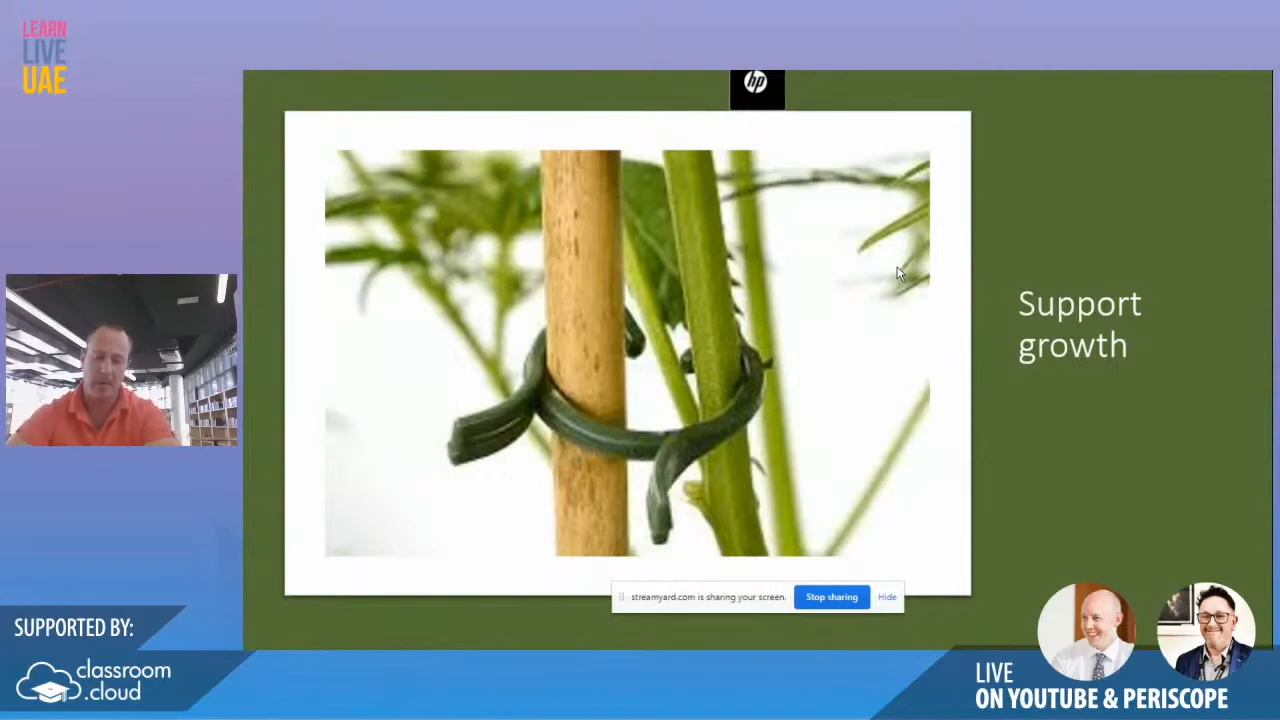 LEARN
LIVE
UAE
hp
Support
growth
streamyard.com is sharing your screen.
Stop sharing
Hide
SUPPORTED BY:
classroom
.cloud
LIVE
ON YOUTUBE & PERISCOPE